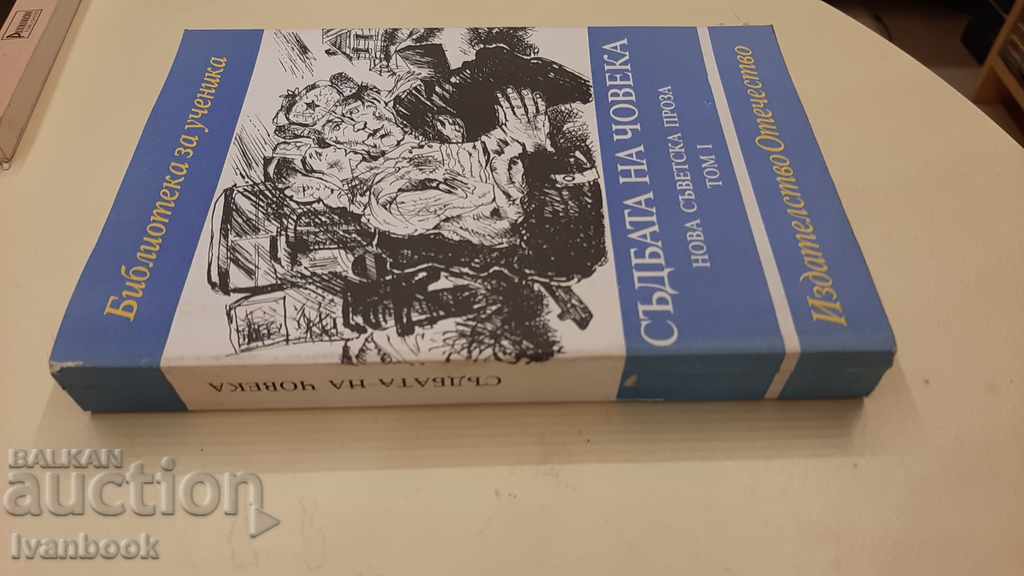 Библиотека за ученика
СЪДБАТА НА ЧОВЕКА
НОВА СЪВЕТСКА ПРОЗА
ТОМ I
Издателство Отечество
СЪДБАТА НА ЧОВЕКА
BALKAN
auction
Ivanbook